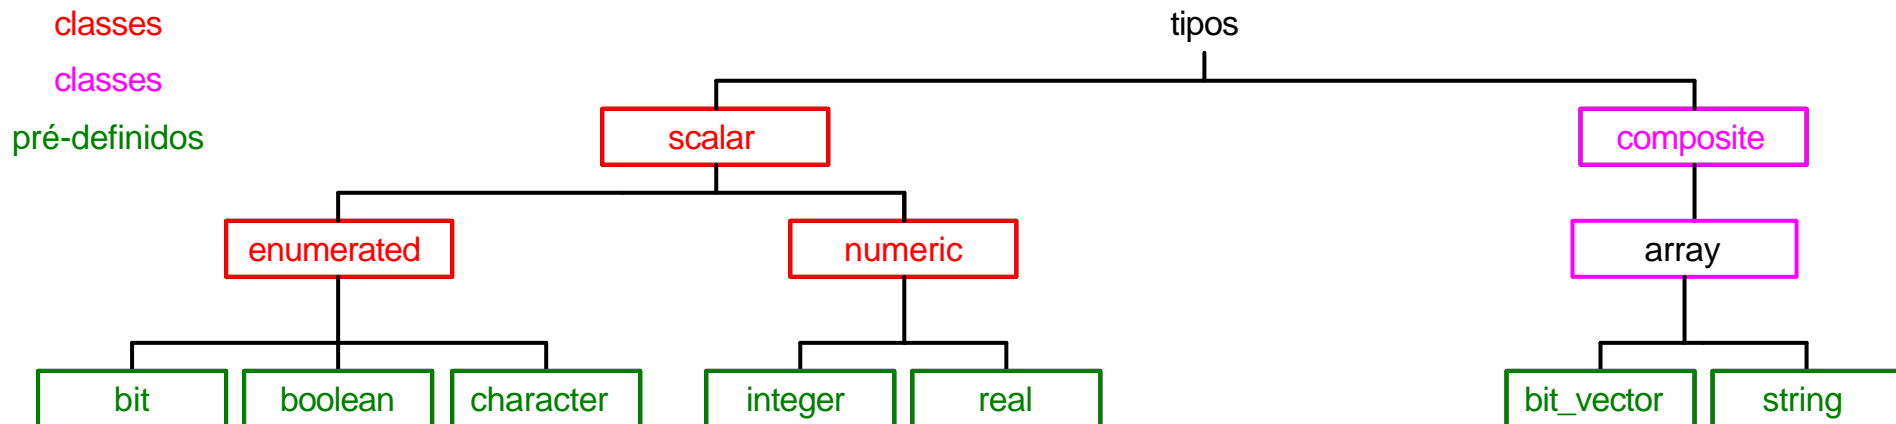 classes
tipos
classes
pré-definidos
scalar
composite
enumerated
numeric
array
bit
boolean
character
integer
real
bit_vector
string